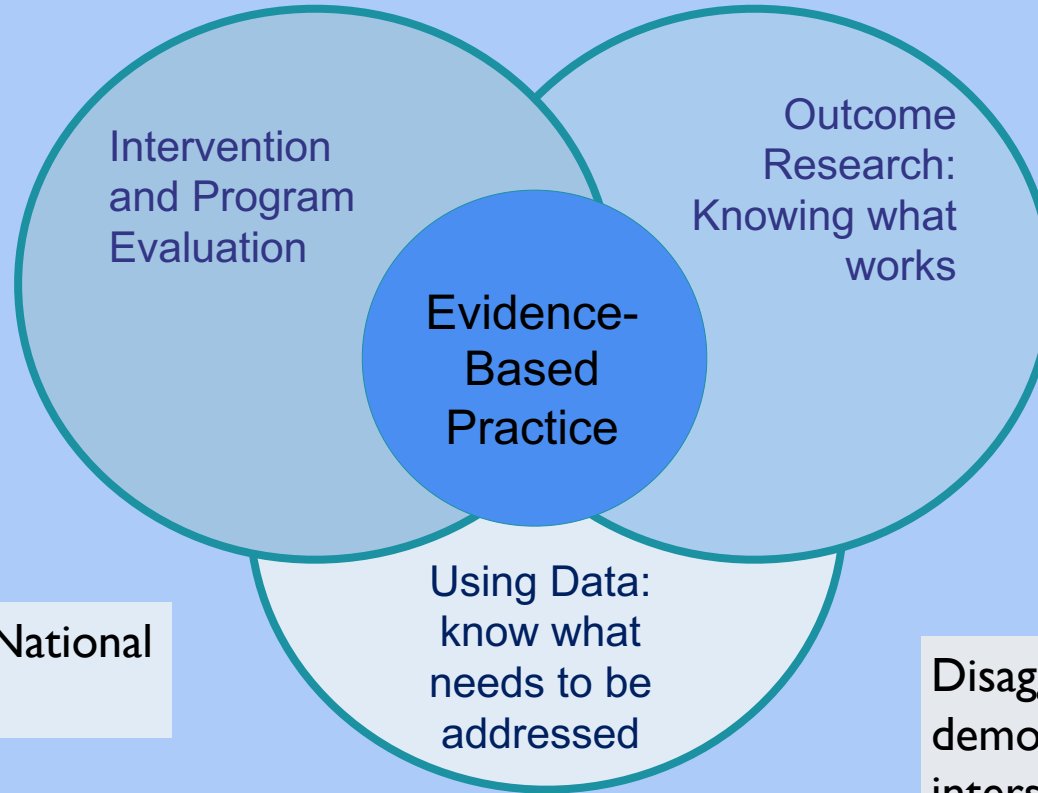 Intervention
and Program
Evaluation
Outcome
Research:
Knowing what
works
Evidence-
Based
Practice
Using Data:
know what
needs to be
addressed
National